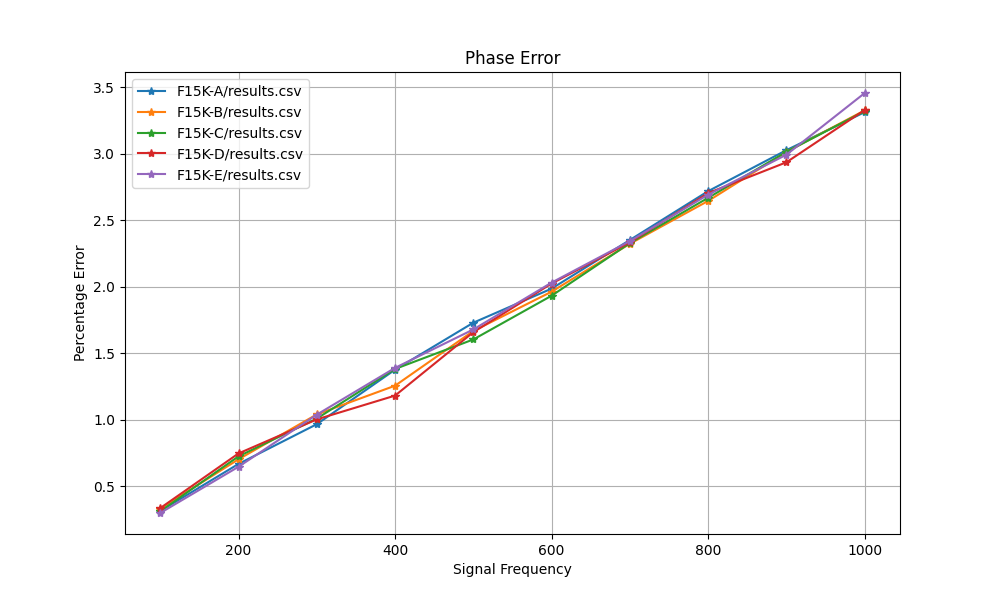 Phase Error
F15K-A/results.csv
F15K-B/results.csv
F15K-C/results.csv
F15K-D/results.csv
F15K-E/results.csv
Percentage Error
3.5
3.0
2.5
2.0
1.5
1.0
0.5
200 400 600 800 1000
Signal Frequency